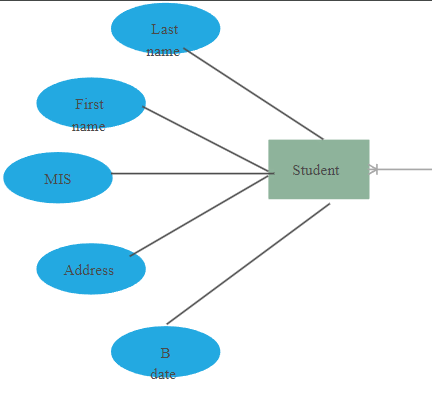 Last
name
First
name
MIS
Student
Address
B
date